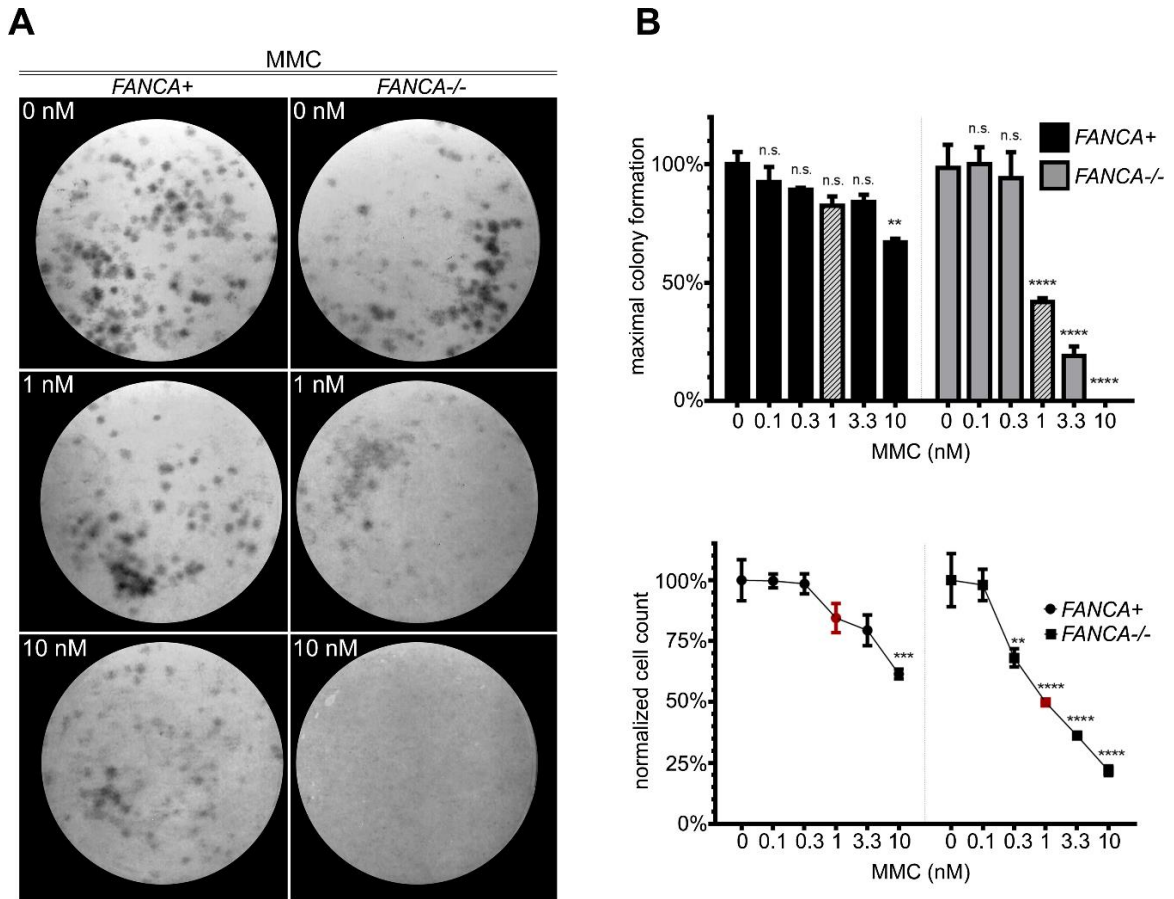 A
MMC
FANCA+ FANCA-/-
0 nM 0 nM
1 nM 1 nM
10 nM 10 nM
B
maximal colony formation
100%
50%
0%
n.s. n.s. n.s. n.s. ** n.s. n.s. **** **** ****
FANCA+
FANCA-/-
0 0.1 0.3 1 3.3 10 0 0.1 0.3 1 3.3 10
MMC (nM)
normalized cell count
100%
75%
50%
25%
0%
*** ** **** **** ****
FANCA+
FANCA-/-
0 0.1 0.3 1 3.3 10 0 0.1 0.3 1 3.3 10
MMC (nM)